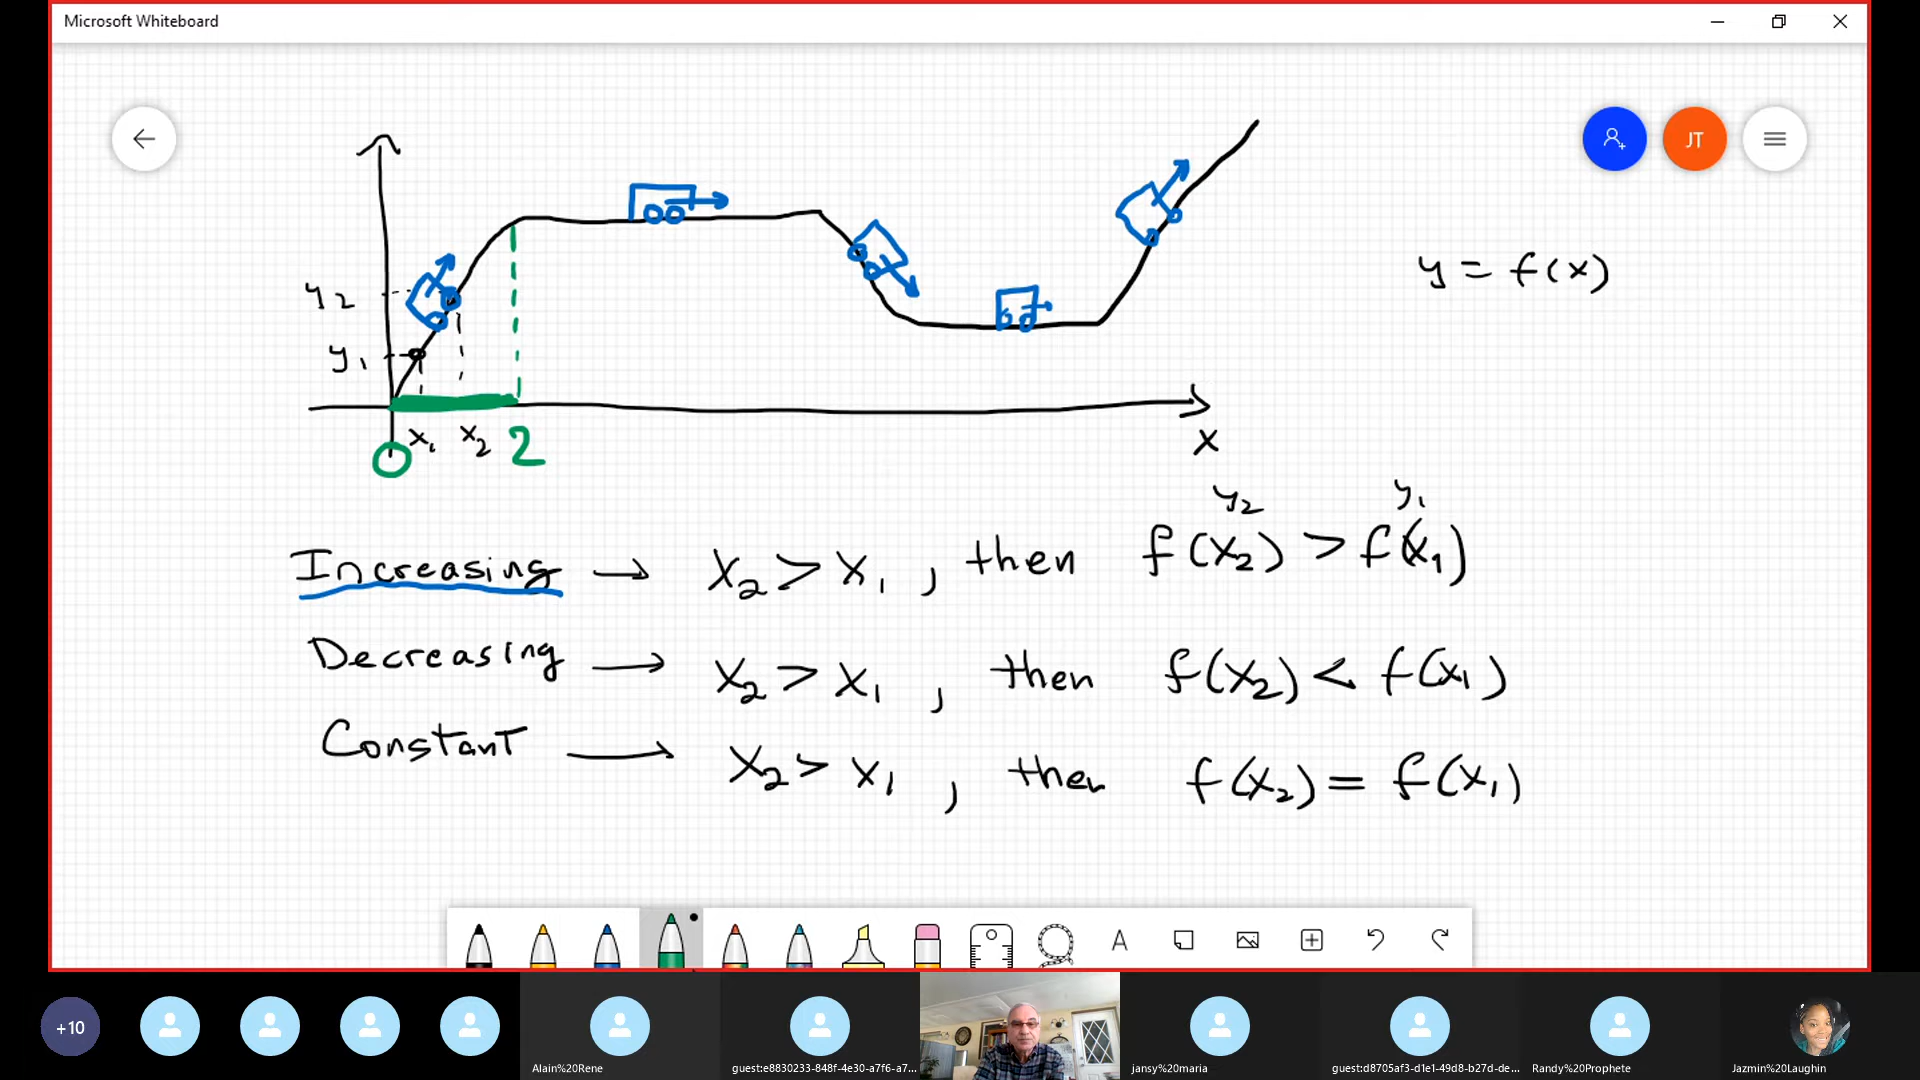 Microsoft Whiteboard
JT
y = f(x)
y2
y1
x1 x2 2
0
x
y2 y1
Increasing → x2 > x1 , then f(x2) > f(x1)
Decreasing → x2 > x1 , then f(x2) < f(x1)
Constant → x2 > x1 , then f(x2) = f(x1)
A
+10
Alain%20Rene
guest:e8830233-848f-4e30-a7f6-a7...
jansy%20maria
guest:d8705af3-d1e1-49d8-b27d-de...
Randy%20Prophete
Jazmin%20Laughin